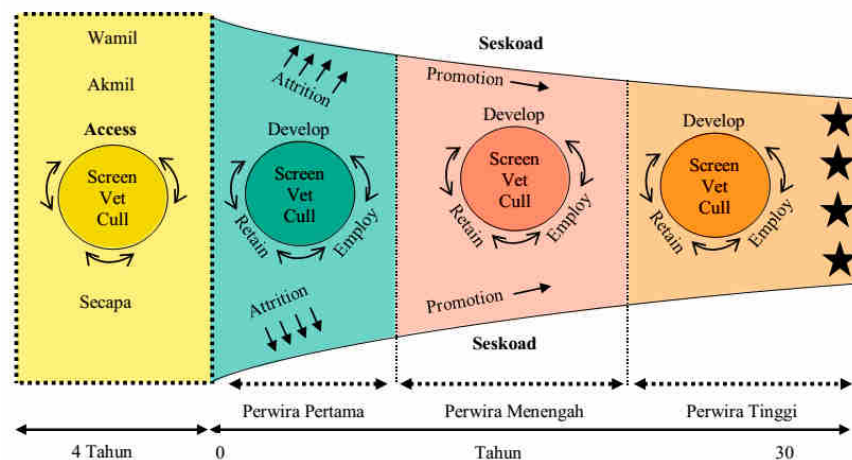 Wamil
Akmil
Access
Screen
Vet
Cull
Secapa
Attrition
Develop
Screen
Vet
Cull
Retain
Employ
Attrition
Seskoad
Promotion
Develop
Screen
Vet
Cull
Retain
Employ
Promotion
Seskoad
Develop
Screen
Vet
Cull
Retain
Employ
Perwira Pertama
Perwira Menengah
Perwira Tinggi
4 Tahun
0
Tahun
30